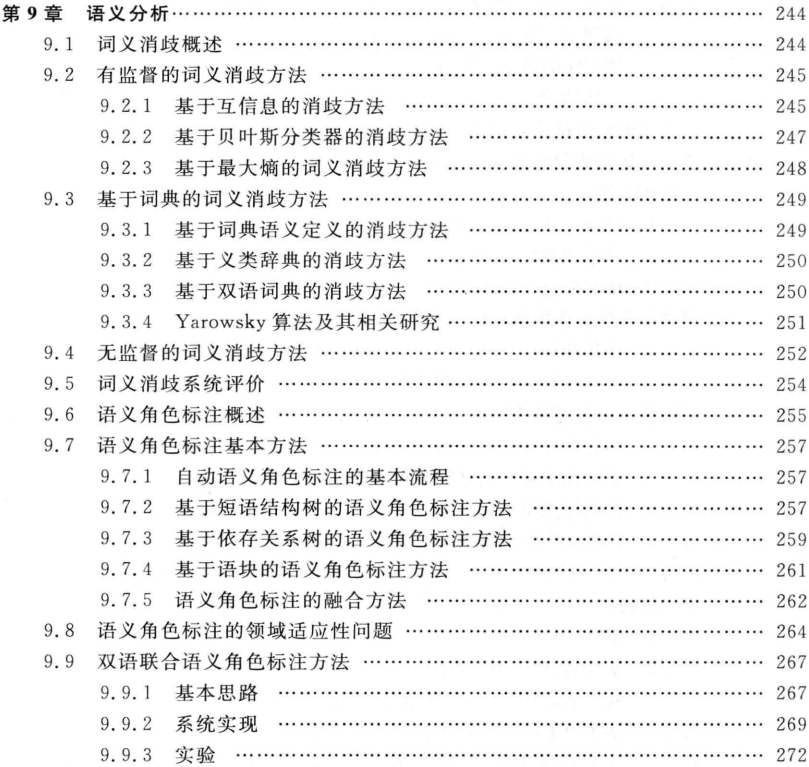 第9章 语义分析…………………………………………………………………… 244
9.1 词义消歧概述 …………………………………………………………… 244
9.2 有监督的词义消歧方法 ………………………………………………… 245
9.2.1 基于互信息的消歧方法 ……………………………………… 245
9.2.2 基于贝叶斯分类器的消歧方法 ……………………………… 247
9.2.3 基于最大熵的词义消歧方法 ………………………………… 248
9.3 基于词典的词义消歧方法 ……………………………………………… 249
9.3.1 基于词典语义定义的消歧方法 ……………………………… 249
9.3.2 基于义类辞典的消歧方法 …………………………………… 250
9.3.3 基于双语词典的消歧方法 …………………………………… 250
9.3.4 Yarowsky算法及其相关研究 ………………………………… 251
9.4 无监督的词义消歧方法 ………………………………………………… 252
9.5 词义消歧系统评价 ……………………………………………………… 254
9.6 语义角色标注概述 ……………………………………………………… 255
9.7 语义角色标注基本方法 ………………………………………………… 257
9.7.1 自动语义角色标注的基本流程 ……………………………… 257
9.7.2 基于短语结构树的语义角色标注方法 ……………………… 257
9.7.3 基于依存关系树的语义角色标注方法 ……………………… 259
9.7.4 基于语块的语义角色标注方法 ……………………………… 261
9.7.5 语义角色标注的融合方法 …………………………………… 262
9.8 语义角色标注的领域适应性问题 ……………………………………… 264
9.9 双语联合语义角色标注方法 …………………………………………… 267
9.9.1 基本思路 ……………………………………………………… 267
9.9.2 系统实现 ……………………………………………………… 269
9.9.3 实验 …………………………………………………………… 272